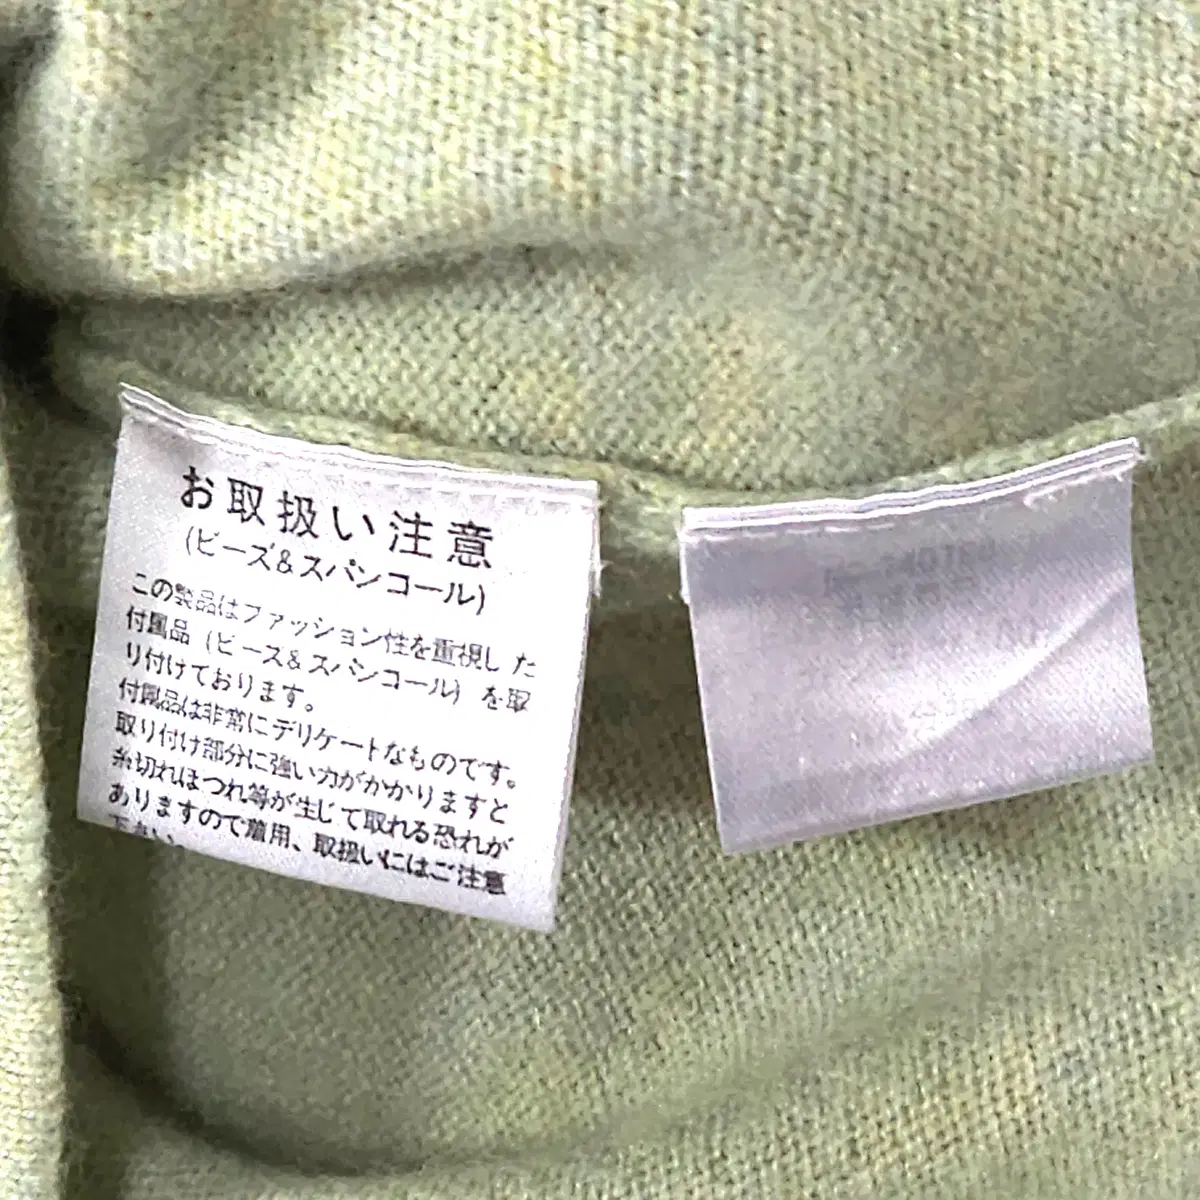 お取扱い注意
(ビーズ&スパンコール)
この製品はファッション性を重視した
付属品 (ビーズ&スパンコール) を取
り付けております。
付属品は非常にデリケートなものです。
取り付け部分に強い力がかかりますと
糸切れほつれ等が生じて取れる恐れが
ありますので着用、取扱いにはご注意
下さい。